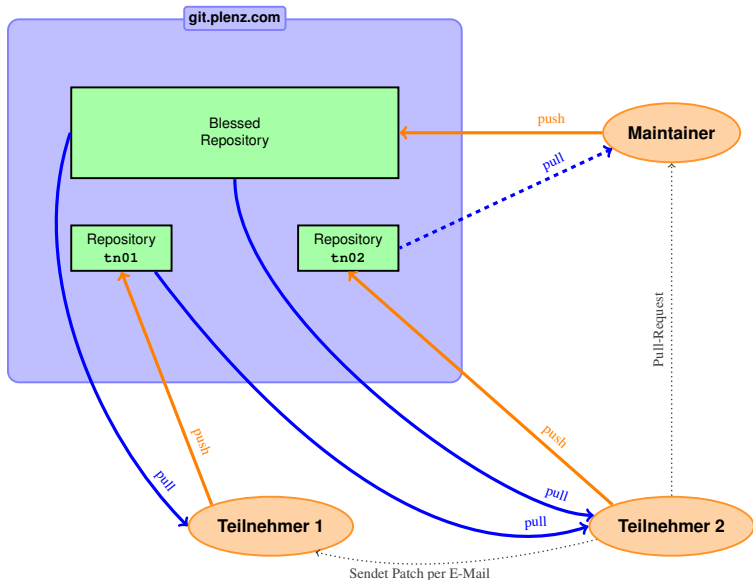 git.plenz.com
Blessed
Repository
push
Maintainer
pull
Repository
tn01
Repository
tn02
Pull-Request
push
push
pull
pull
pull
Teilnehmer 1
Teilnehmer 2
Sendet Patch per E-Mail